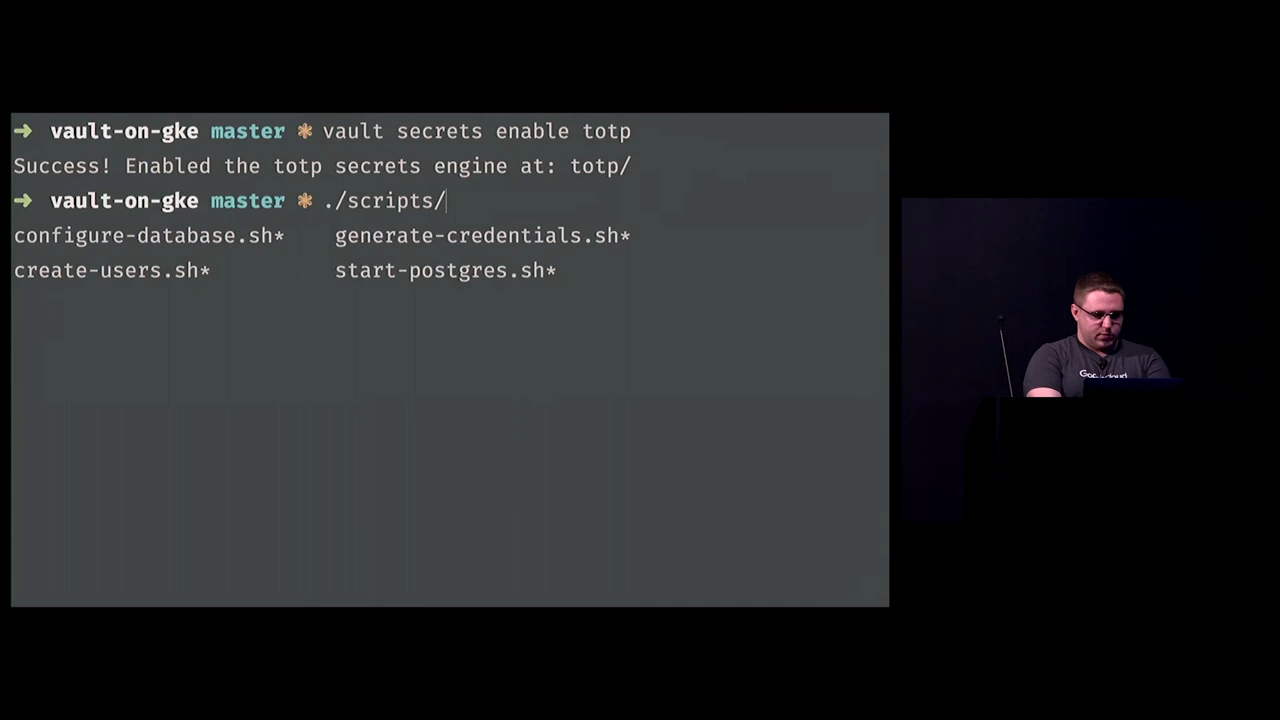 ➜ vault-on-gke master ❃ vault secrets enable totp
Success! Enabled the totp secrets engine at: totp/
➜ vault-on-gke master ❃ ./scripts/
configure-database.sh* generate-credentials.sh*
create-users.sh* start-postgres.sh*